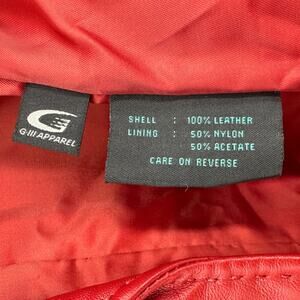 G-III APPAREL
SHELL : 100% LEATHER
LINING : 50% NYLON
50% ACETATE
CARE ON REVERSE